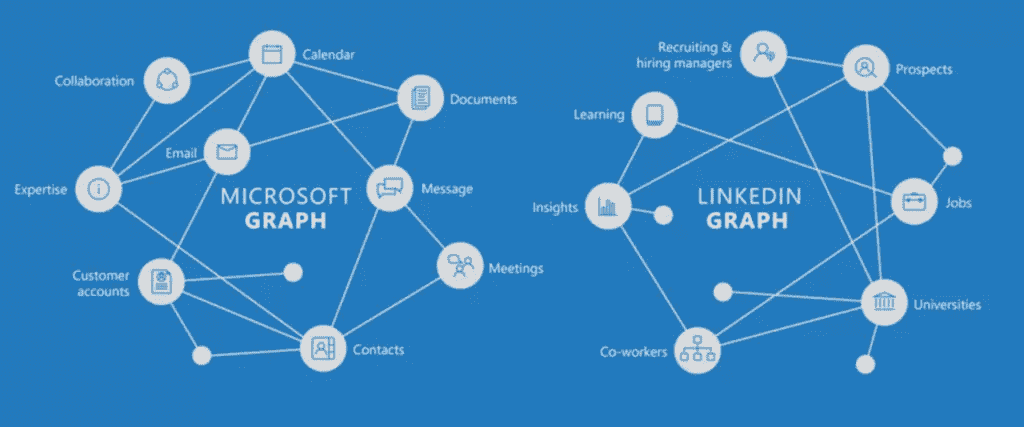 Calendar
Collaboration
Documents
Email
Expertise
MICROSOFT
GRAPH
Message
Customer
accounts
Meetings
Contacts
Recruiting &
hiring managers
Prospects
Learning
Insights
LINKEDIN
GRAPH
Jobs
Universities
Co-workers